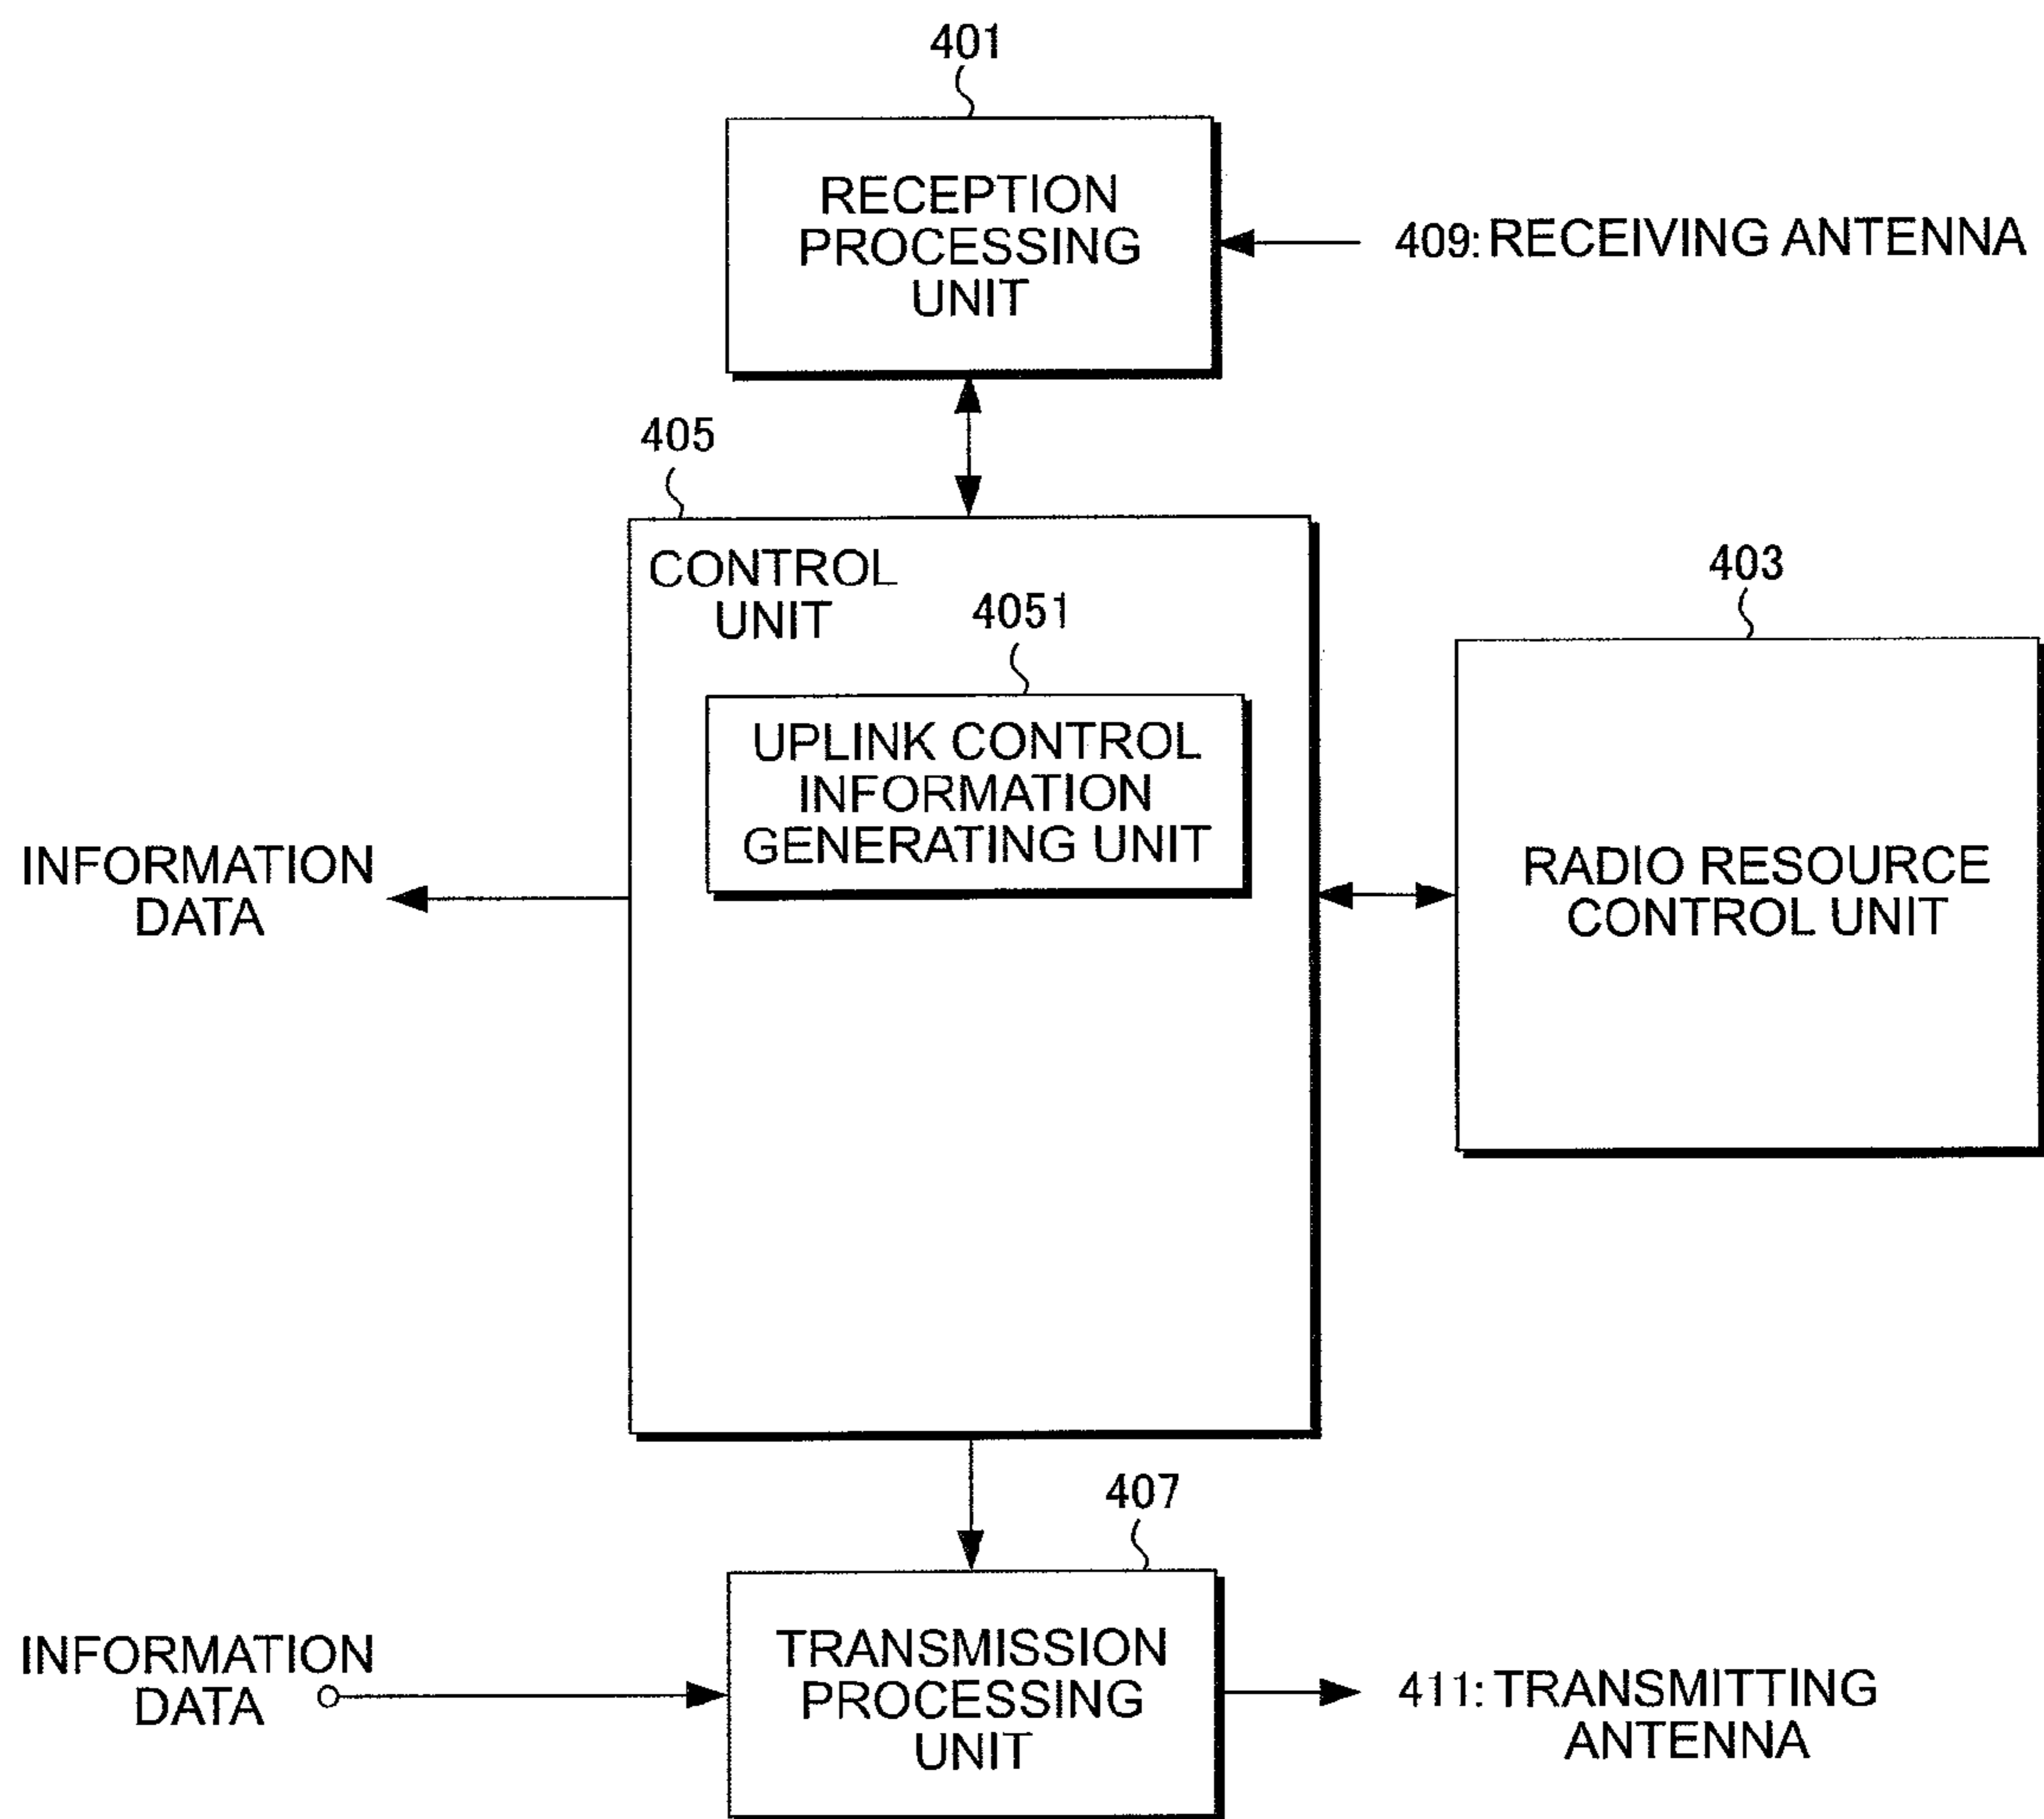 401
RECEPTION
PROCESSING
UNIT
409: RECEIVING ANTENNA
405
CONTROL
UNIT
403
4051
UPLINK CONTROL
INFORMATION
GENERATING UNIT
INFORMATION
DATA
RADIO RESOURCE
CONTROL UNIT
407
INFORMATION
DATA
TRANSMISSION
PROCESSING
UNIT
411: TRANSMITTING
ANTENNA